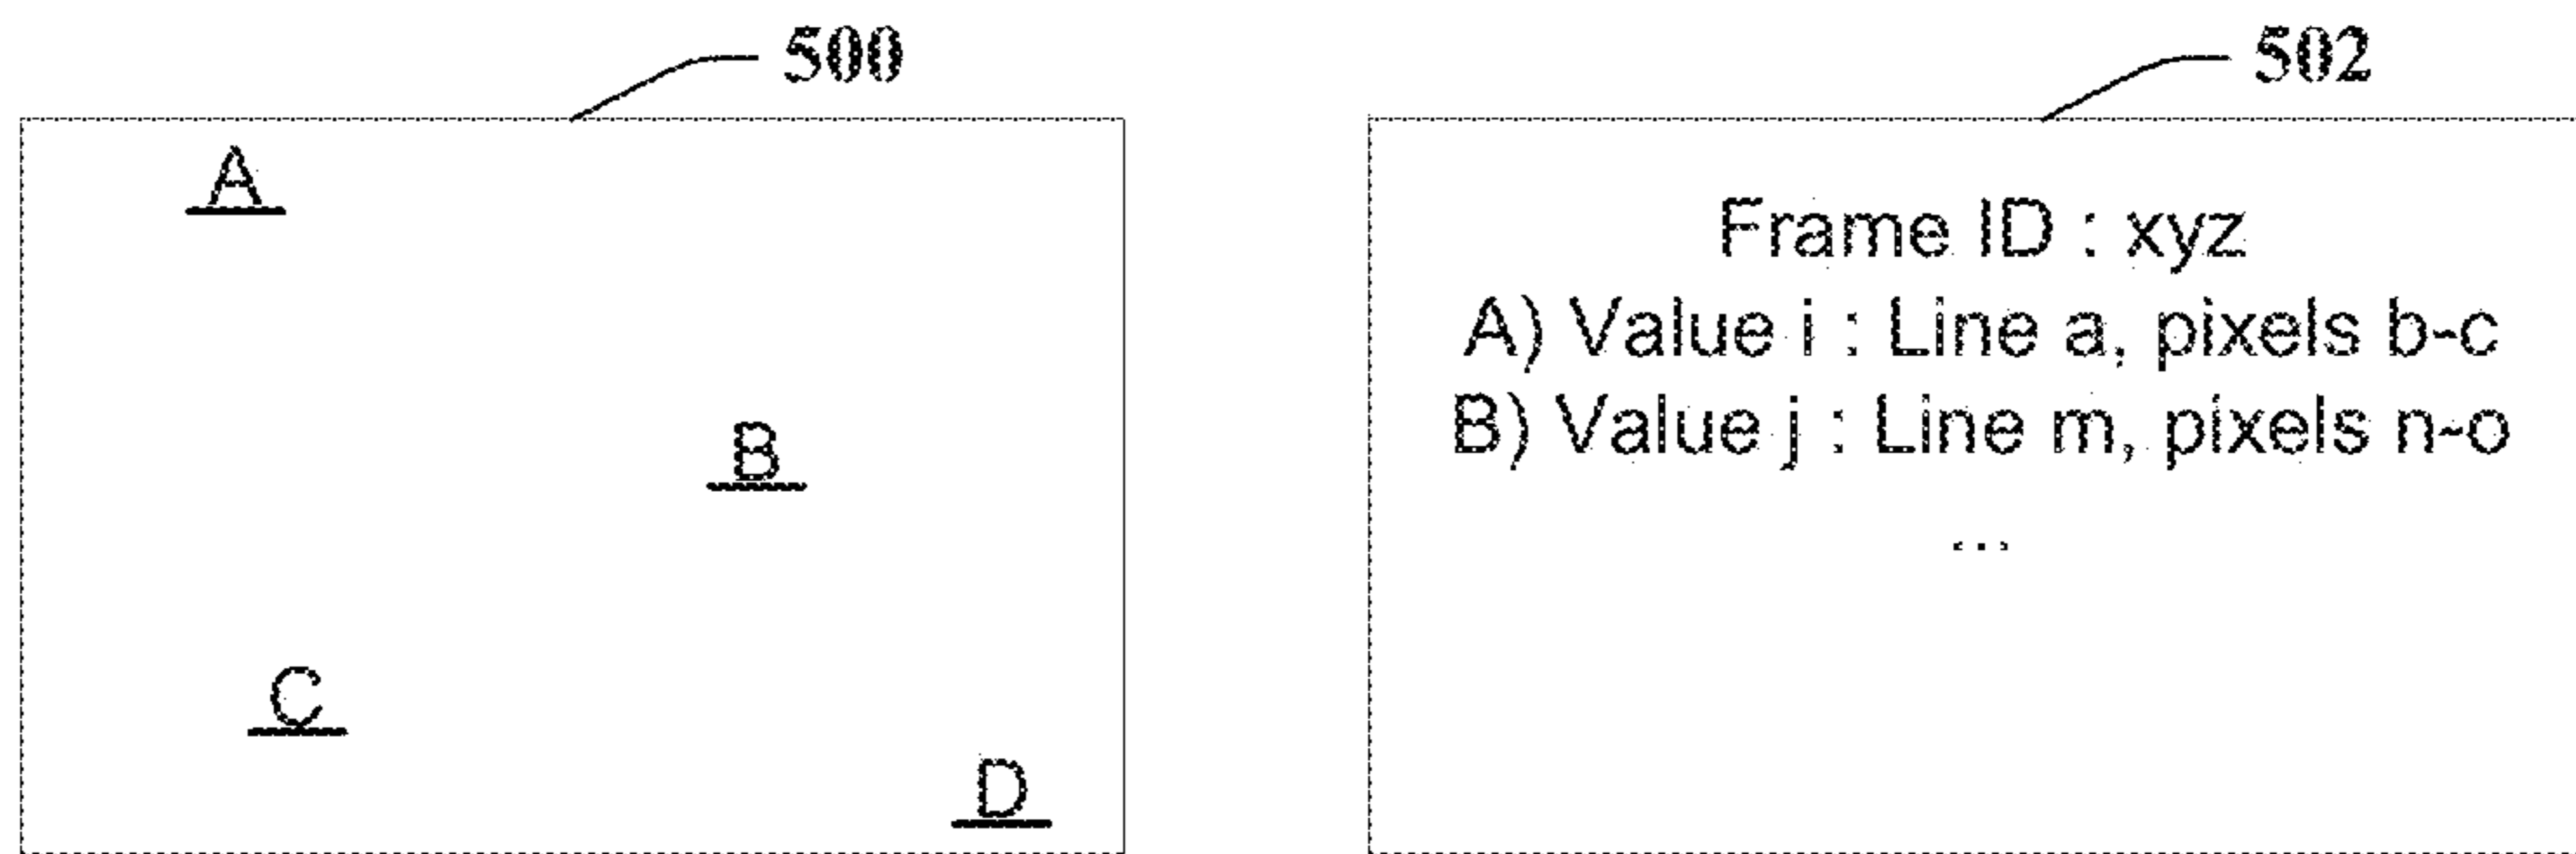 500
A
B
C
D
502
Frame ID : xyz
A) Value i : Line a, pixels b-c
B) Value j : Line m, pixels n-o
...